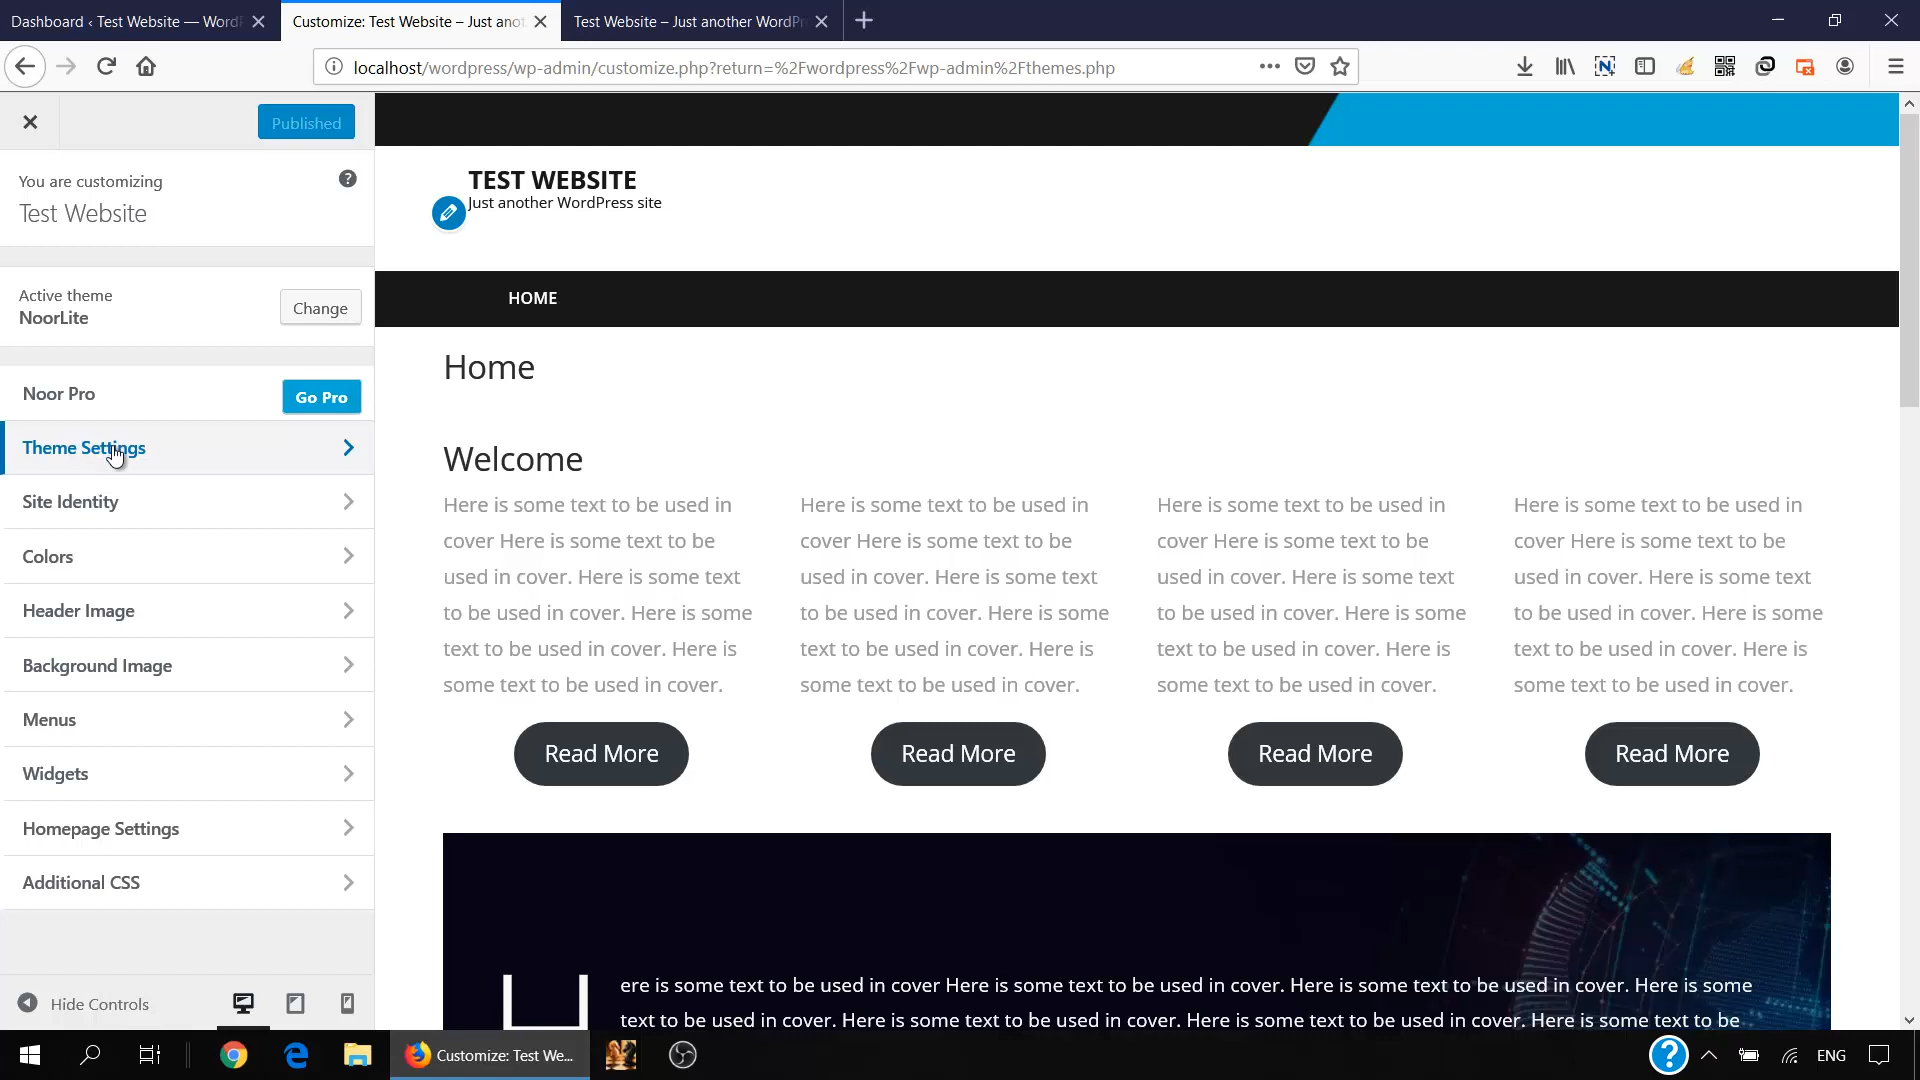 Dashboard ‹ Test Website — WordP
Customize: Test Website – Just anot
Test Website – Just another WordPr
localhost/wordpress/wp-admin/customize.php?return=%2Fwordpress%2Fwp-admin%2Fthemes.php
Published
You are customizing
Test Website
Active theme
NoorLite
Change
Noor Pro
Go Pro
Theme Settings
Site Identity
Colors
Header Image
Background Image
Menus
Widgets
Homepage Settings
Additional CSS
Hide Controls
TEST WEBSITE
Just another WordPress site
HOME
Home
Welcome
Here is some text to be used in
cover Here is some text to be
used in cover. Here is some text
to be used in cover. Here is some
text to be used in cover. Here is
some text to be used in cover.
Read More
Here is some text to be used in
cover Here is some text to be
used in cover. Here is some text
to be used in cover. Here is some
text to be used in cover. Here is
some text to be used in cover.
Read More
Here is some text to be used in
cover Here is some text to be
used in cover. Here is some text
to be used in cover. Here is some
text to be used in cover. Here is
some text to be used in cover.
Read More
Here is some text to be used in
cover Here is some text to be
used in cover. Here is some text
to be used in cover. Here is some
text to be used in cover. Here is
some text to be used in cover.
Read More
H
ere is some text to be used in cover Here is some text to be used in cover. Here is some text to be used in cover. Here is some
text to be used in cover. Here is some text to be used in cover. Here is some text to be used in cover. Here is some text to be
Customize: Test We...
ENG